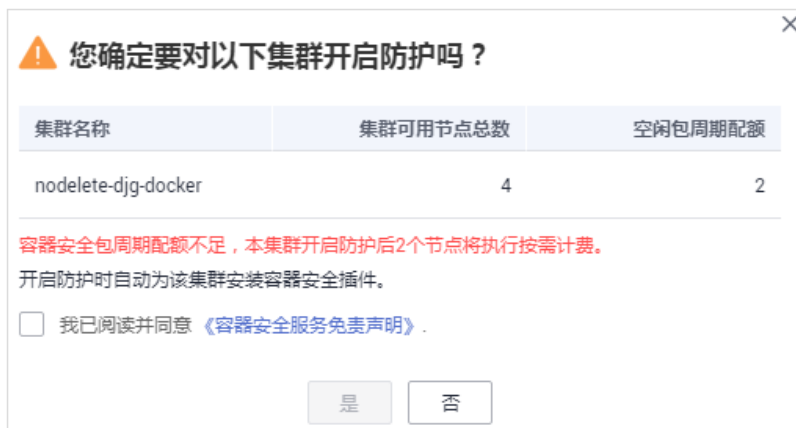 您确定要对以下集群开启防护吗？
集群名称 集群可用节点总数 空闲包周期配额
nodelete-djg-docker 4 2
容器安全包周期配额不足，本集群开启防护后2个节点将执行按需计费。
开启防护时自动为该集群安装容器安全插件。
我已阅读并同意 《容器安全服务免责声明》.
是 否